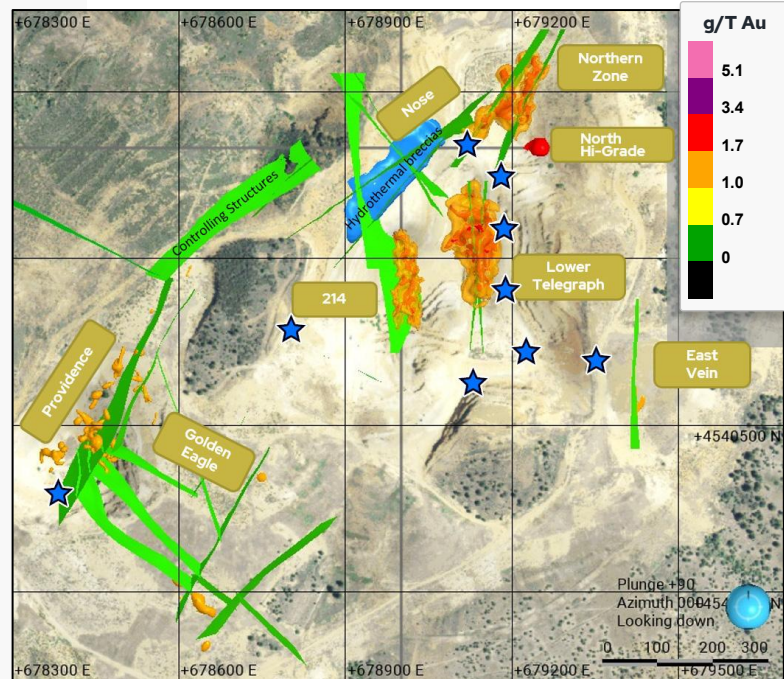 +678300 E
+678600 E
+678900 E
+679200 E
g/T Au
5.1
3.4
1.7
1.0
0.7
0
Northern
Zone
Nose
North
Hi-Grade
Hydrothermal breccias
Controlling Structures
214
Lower
Telegraph
East
Vein
Providence
Golden
Eagle
+4540500 N
Plunge +90
Azimuth 000
Looking down
0 100 200 300
+678300 E
+678600 E
+678900 E
+679200 E
+679500 E